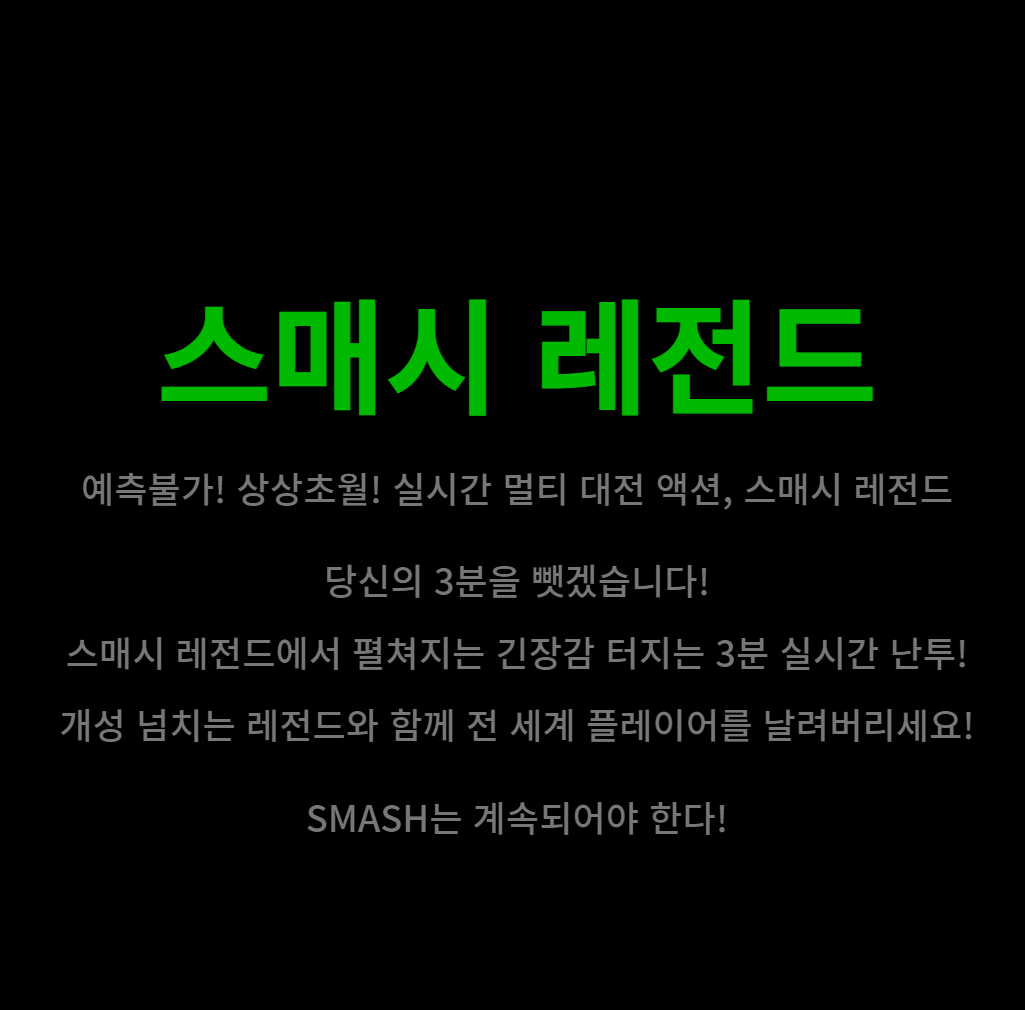 스매시 레전드
예측불가! 상상초월! 실시간 멀티 대전 액션, 스매시 레전드
당신의 3분을 뺏겠습니다!
스매시 레전드에서 펼쳐지는 긴장감 터지는 3분 실시간 난투!
개성 넘치는 레전드와 함께 전 세계 플레이어를 날려버리세요!
SMASH는 계속되어야 한다!